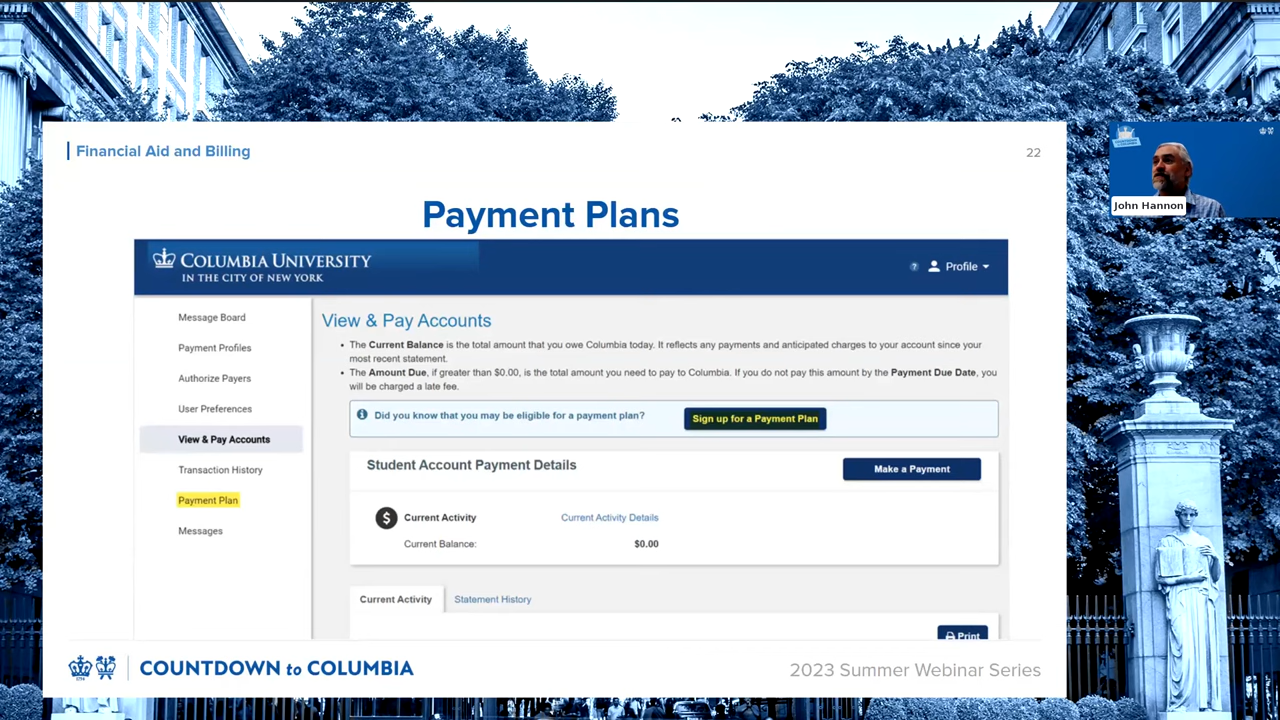 Financial Aid and Billing
22
Payment Plans
COLUMBIA UNIVERSITY
IN THE CITY OF NEW YORK
? Profile
Message Board
Payment Profiles
Authorize Payers
User Preferences
View & Pay Accounts
Transaction History
Payment Plan
Messages
View & Pay Accounts
• The Current Balance is the total amount that you owe Columbia today. It reflects any payments and anticipated charges to your account since your
most recent statement.
• The Amount Due, if greater than $0.00, is the total amount you need to pay to Columbia. If you do not pay this amount by the Payment Due Date, you
will be charged a late fee.
Did you know that you may be eligible for a payment plan?
Sign up for a Payment Plan
Student Account Payment Details
Make a Payment
$ Current Activity
Current Activity Details
Current Balance:
$0.00
Current Activity
Statement History
Print
COUNTDOWN to COLUMBIA
2023 Summer Webinar Series
John Hannon